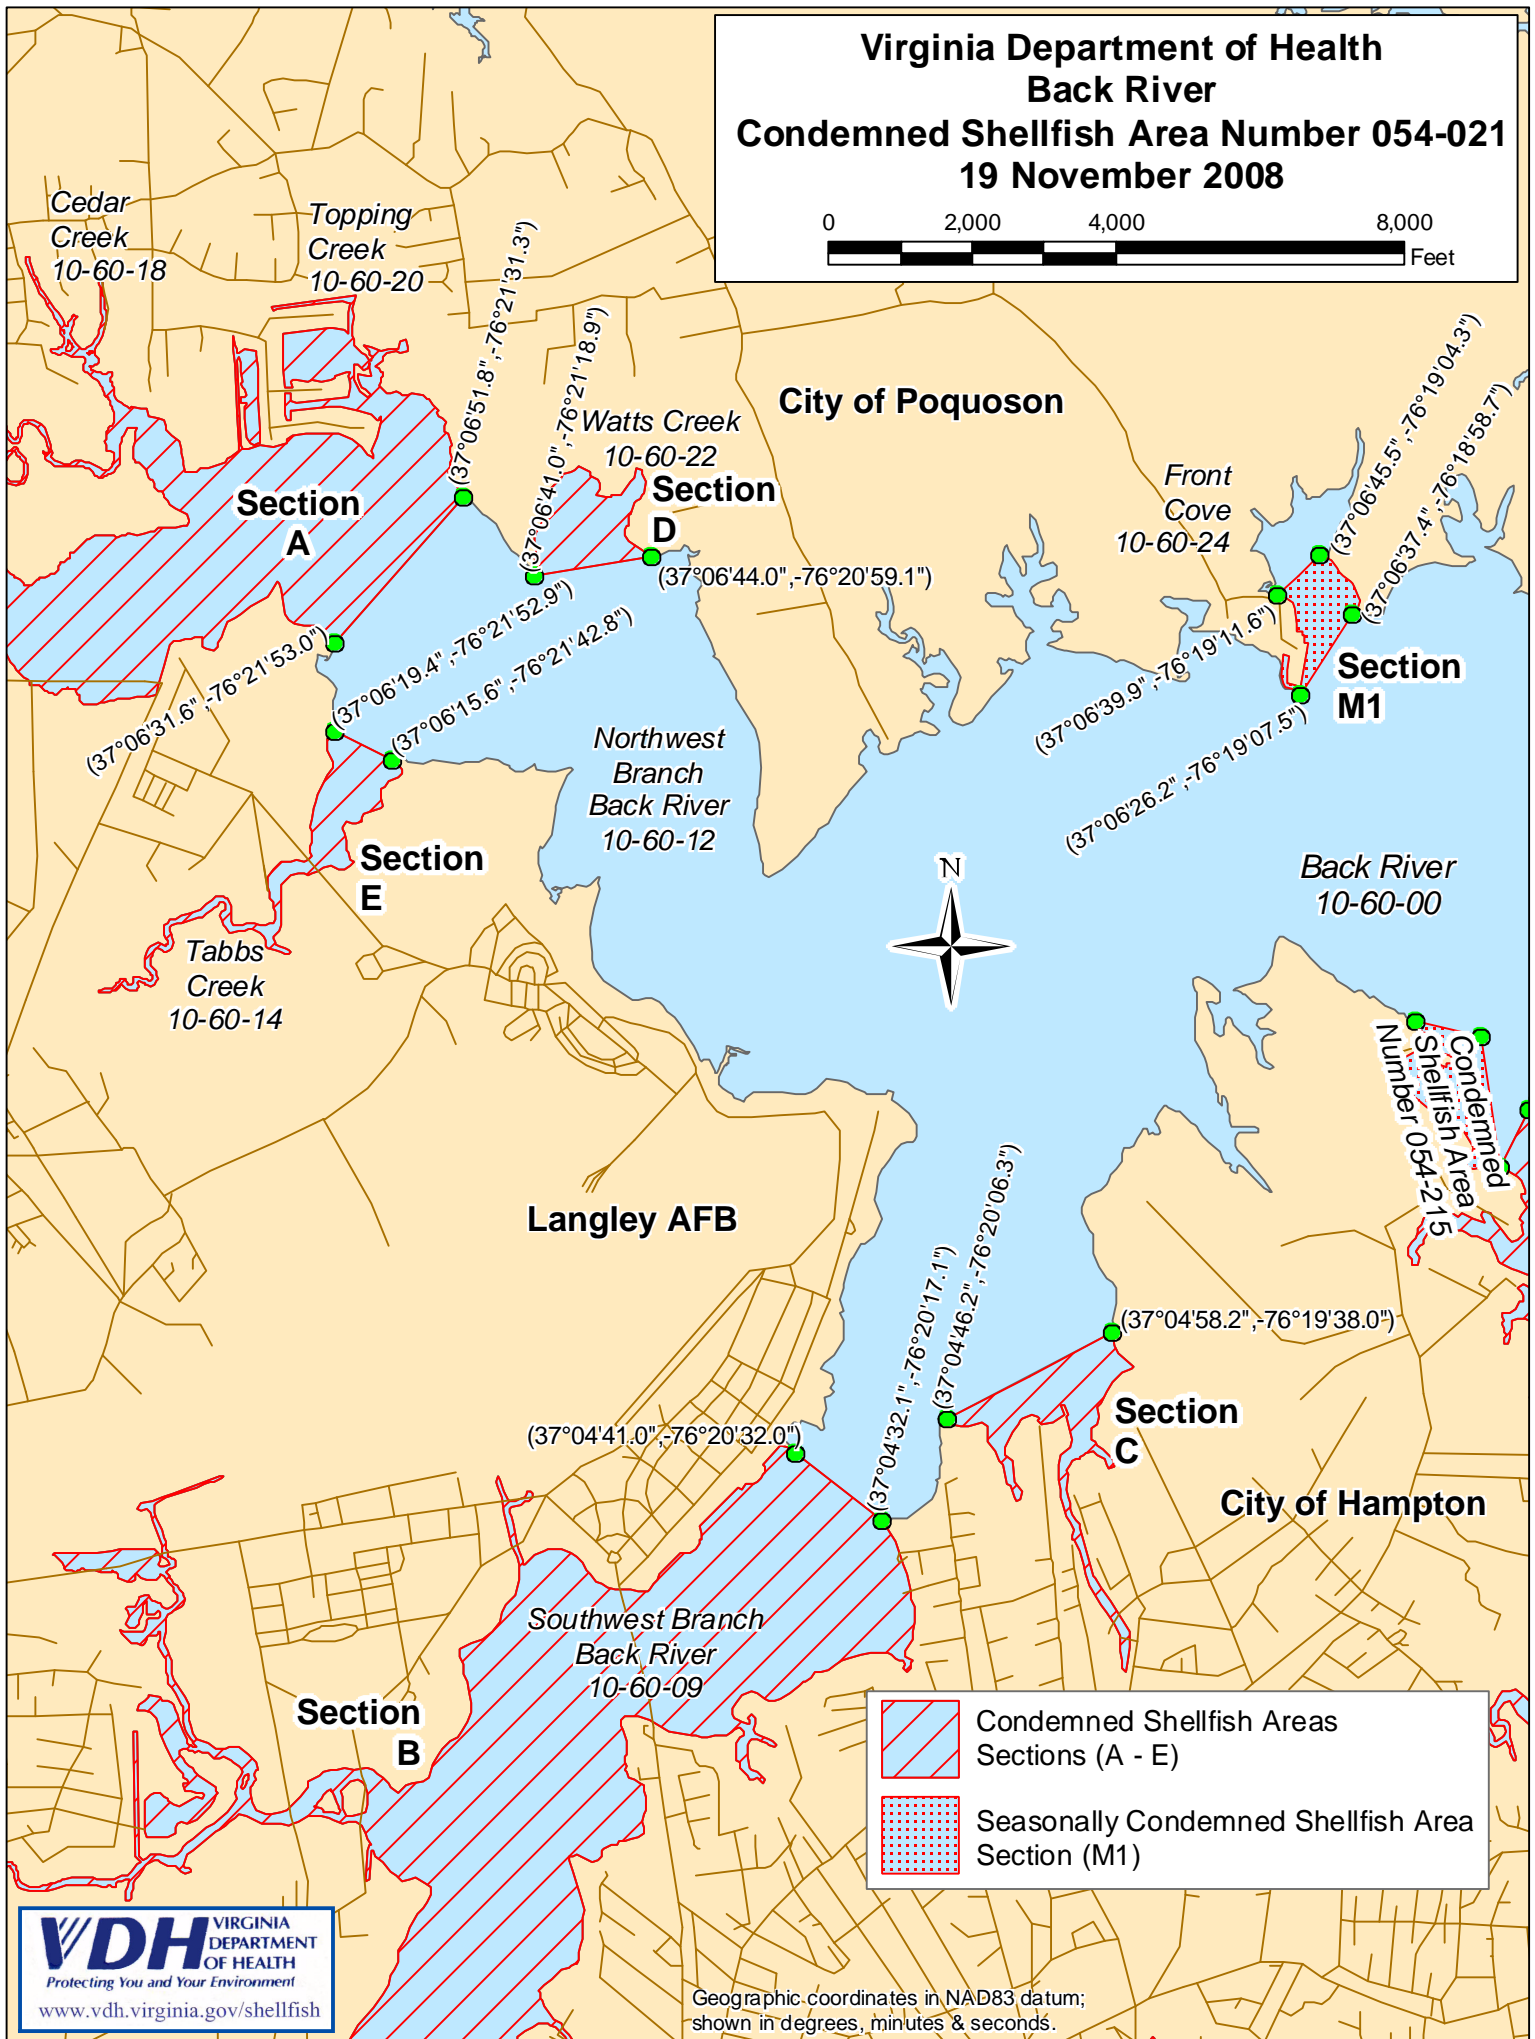 Virginia Department of Health
Back River
Condemned Shellfish Area Number 054-021
19 November 2008
0 2,000 4,000 8,000
Feet
Cedar
Creek
10-60-18
Topping
Creek
10-60-20
(37°06'51.8",-76°21'31.3")
(37°06'41.0",-76°21'18.9")
Watts Creek
10-60-22
Section
D
(37°06'44.0",-76°20'59.1")
City of Poquoson
Section
A
Front
Cove
10-60-24
(37°06'45.5",-76°19'04.3")
(37°06'37.4",-76°18'58.7")
(37°06'39.9",-76°19'11.6")
(37°06'26.2",-76°19'07.5")
Section
M1
(37°06'31.6",-76°21'53.0")
(37°06'19.4",-76°21'52.9")
(37°06'15.6",-76°21'42.8")
Northwest
Branch
Back River
10-60-12
Section
E
Tabbs
Creek
10-60-14
N
Back River
10-60-00
Condemned
Shellfish Area
Number 054-215
Langley AFB
(37°04'41.0",-76°20'32.0")
(37°04'32.1",-76°20'17.1")
(37°04'46.2",-76°20'06.3")
(37°04'58.2",-76°19'38.0")
Section
C
City of Hampton
Southwest Branch
Back River
10-60-09
Section
B
Condemned Shellfish Areas
Sections (A - E)
Seasonally Condemned Shellfish Area
Section (M1)
VDH VIRGINIA
DEPARTMENT
OF HEALTH
Protecting You and Your Environment
www.vdh.virginia.gov/shellfish
Geographic coordinates in NAD83 datum;
shown in degrees, minutes & seconds.